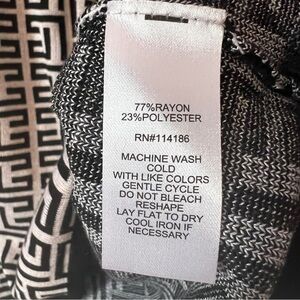 77%RAYON
23%POLYESTER
RN#114186
MACHINE WASH
COLD
WITH LIKE COLORS
GENTLE CYCLE
DO NOT BLEACH
RESHAPE
LAY FLAT TO DRY
COOL IRON IF
NECESSARY